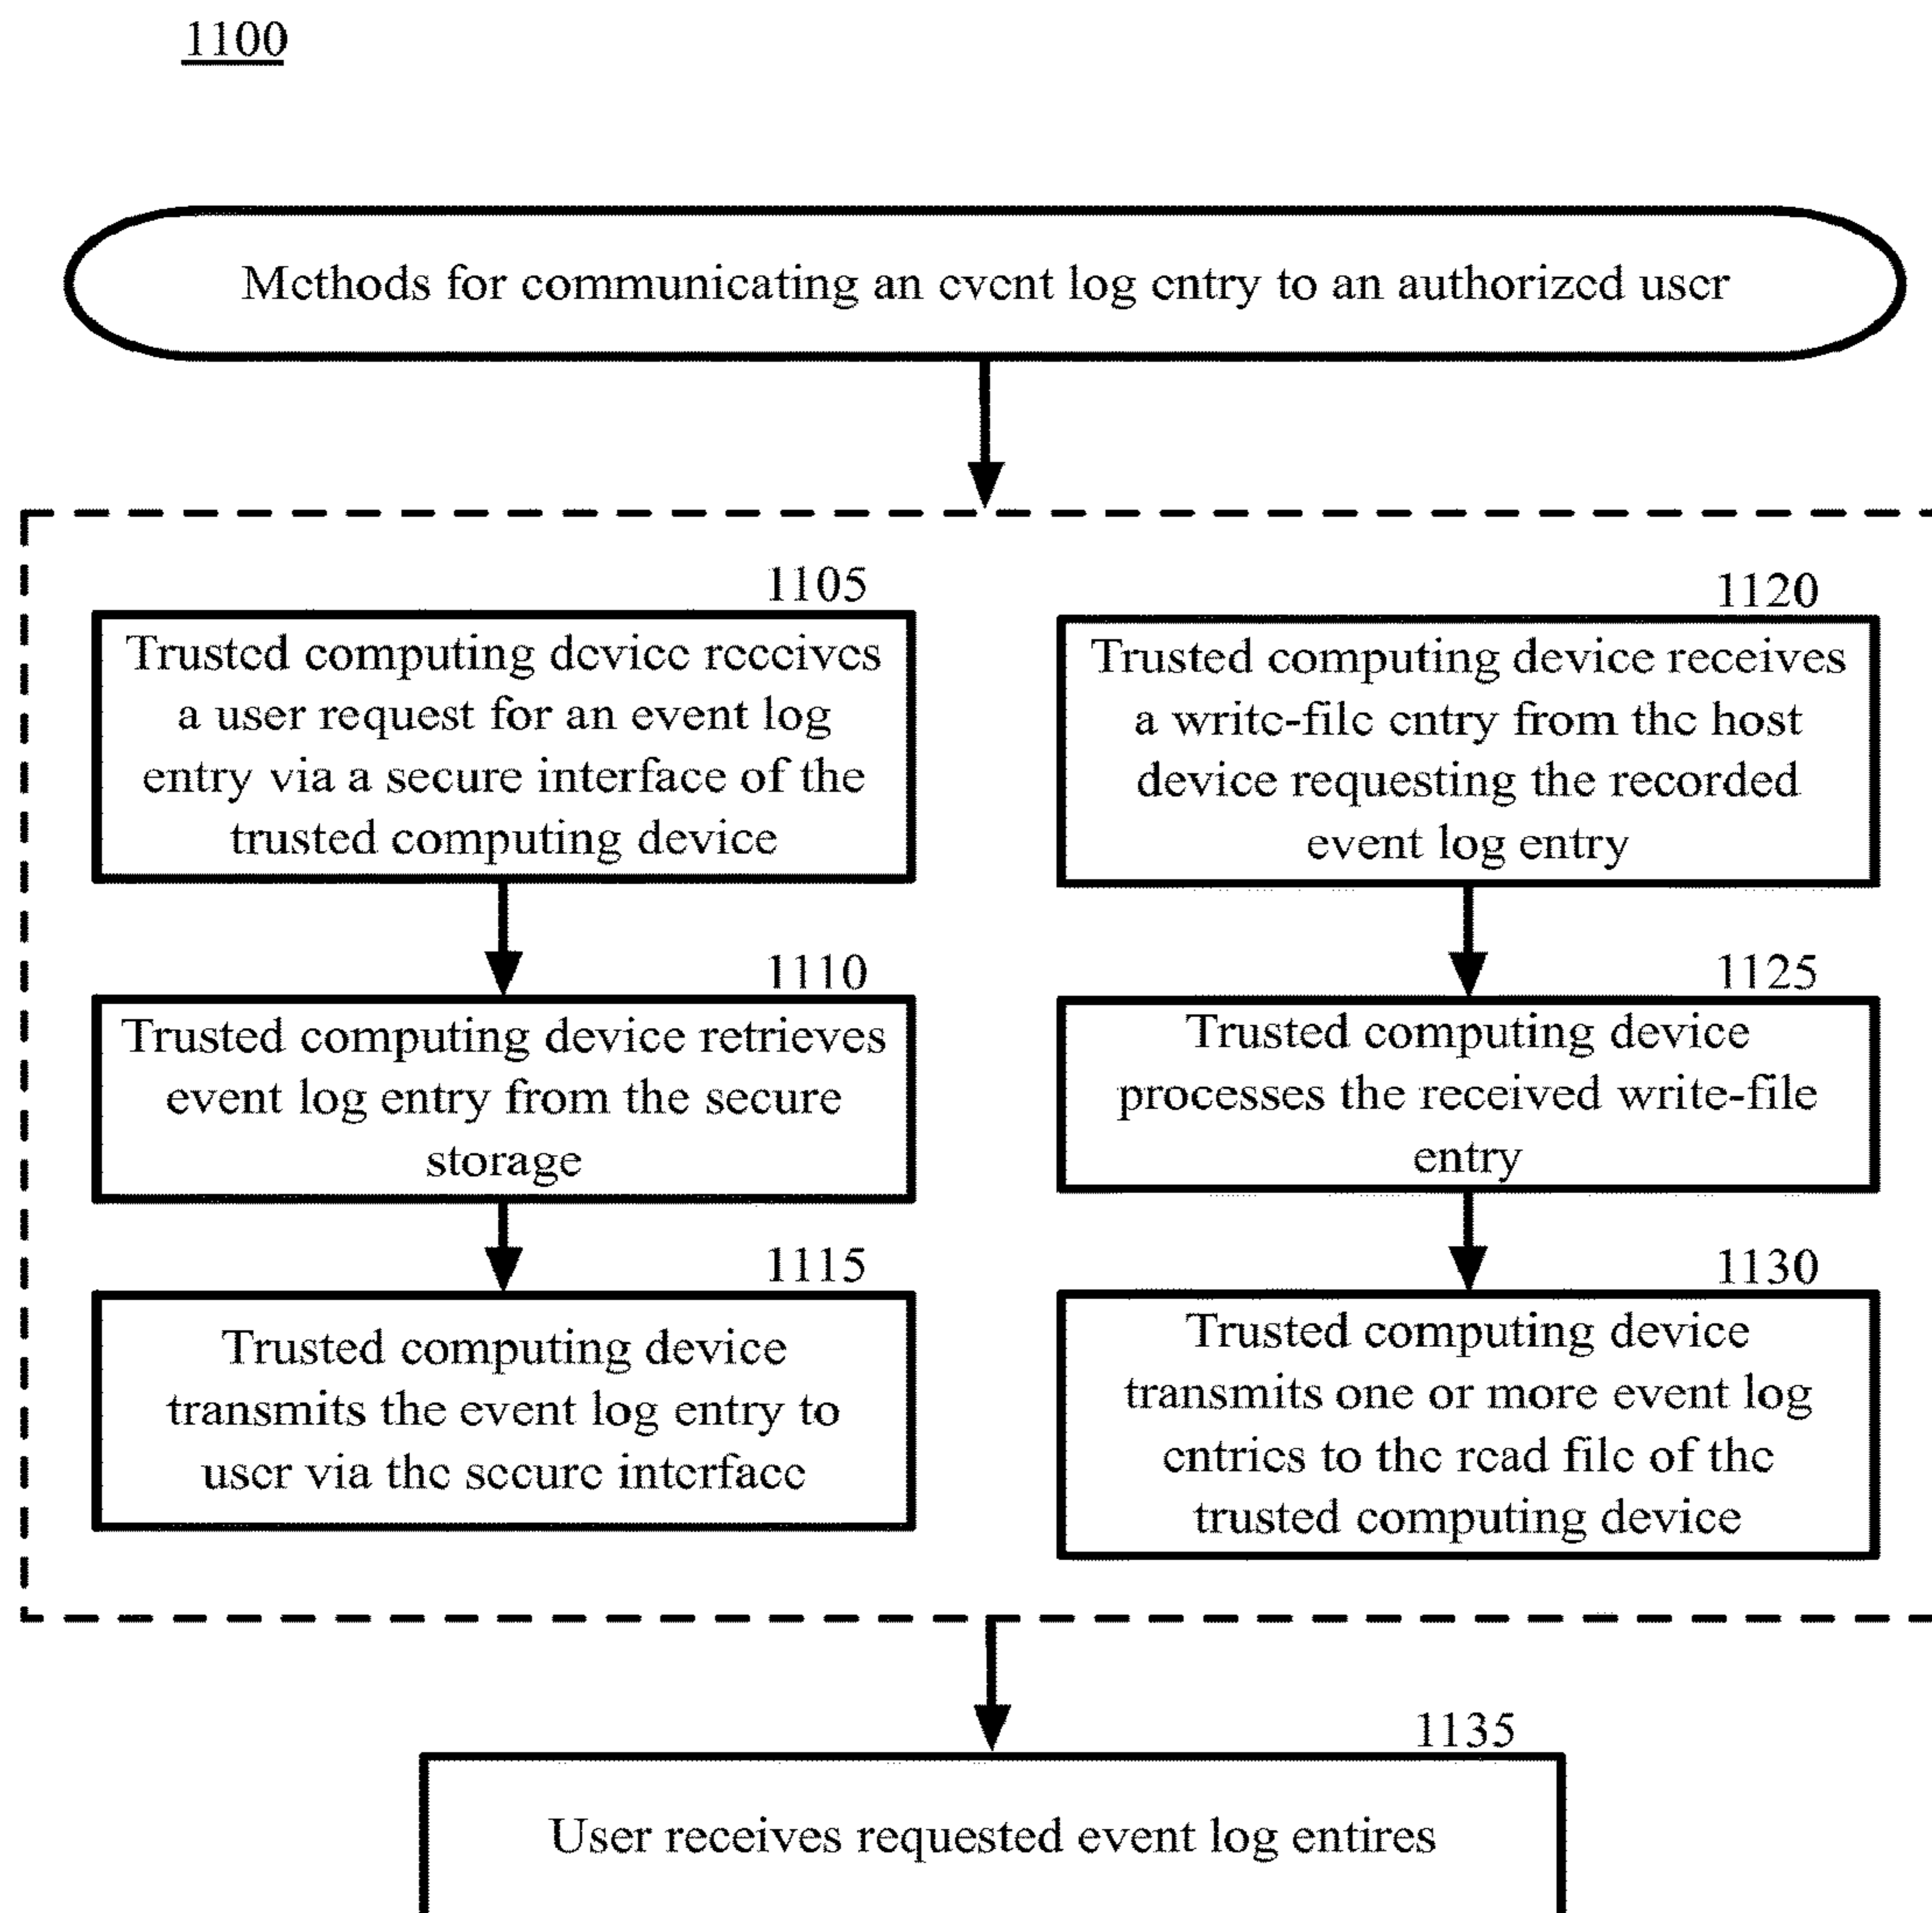 1100
Methods for communicating an event log entry to an authorized user
1105
Trusted computing device receives
a user request for an event log
entry via a secure interface of the
trusted computing device
1110
Trusted computing device retrieves
event log entry from the secure
storage
1115
Trusted computing device
transmits the event log entry to
user via the secure interface
1120
Trusted computing device receives
a write-file entry from the host
device requesting the recorded
event log entry
1125
Trusted computing device
processes the received write-file
entry
1130
Trusted computing device
transmits one or more event log
entries to the read file of the
trusted computing device
1135
User receives requested event log entires